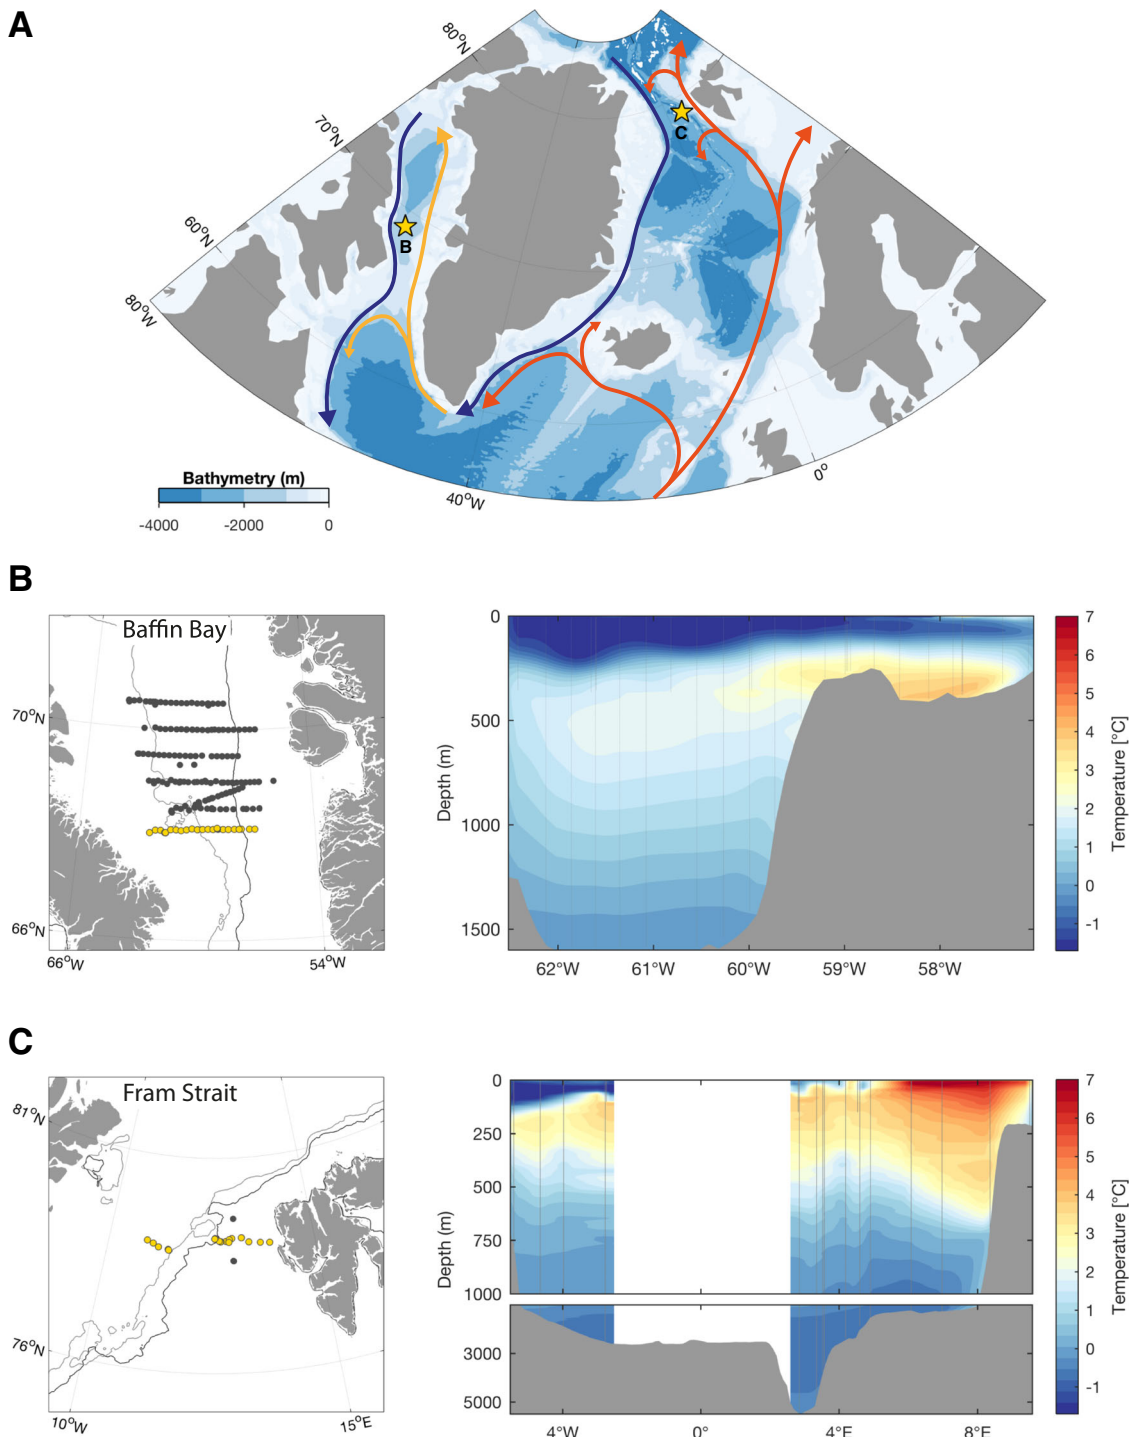 A
80°N
70°N
60°N
80°W
C
B
Bathymetry (m)
-4000 -2000 0
40°W
0°
B
Baffin Bay
70°N
66°N
66°W
54°W
0
500
1000
1500
Depth (m)
62°W 61°W 60°W 59°W 58°W
7
6
5
4
3
2
1
0
-1
Temperature [°C]
C
Fram Strait
81°N
76°N
10°W
15°E
0
250
500
750
1000
3000
5000
Depth (m)
4°W 0° 4°E 8°E
7
6
5
4
3
2
1
0
-1
Temperature [°C]